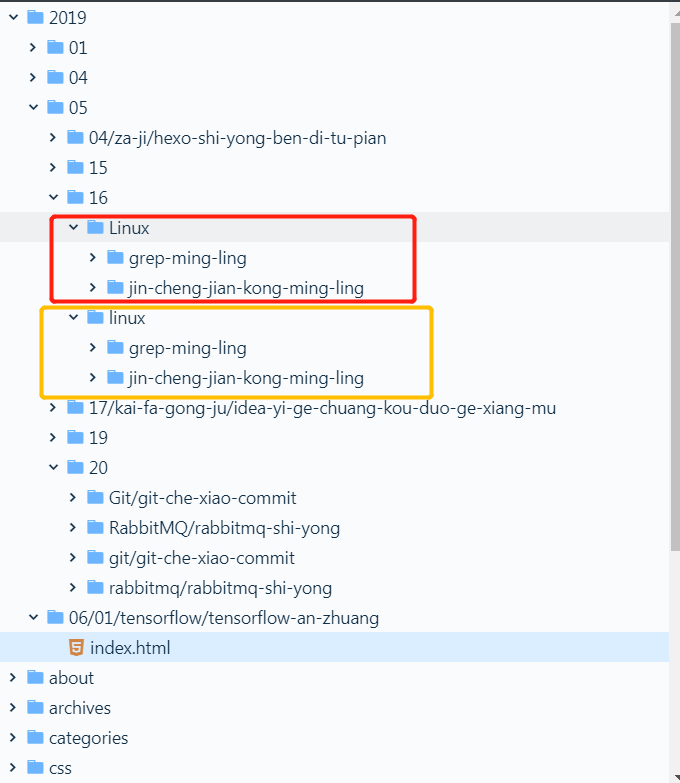 2019
01
04
05
04/za-ji/hexo-shi-yong-ben-di-tu-pian
15
16
Linux
grep-ming-ling
jin-cheng-jian-kong-ming-ling
linux
grep-ming-ling
jin-cheng-jian-kong-ming-ling
17/kai-fa-gong-ju/idea-yi-ge-chuang-kou-duo-ge-xiang-mu
19
20
Git/git-che-xiao-commit
RabbitMQ/rabbitmq-shi-yong
git/git-che-xiao-commit
rabbitmq/rabbitmq-shi-yong
06/01/tensorflow/tensorflow-an-zhuang
index.html
about
archives
categories
css